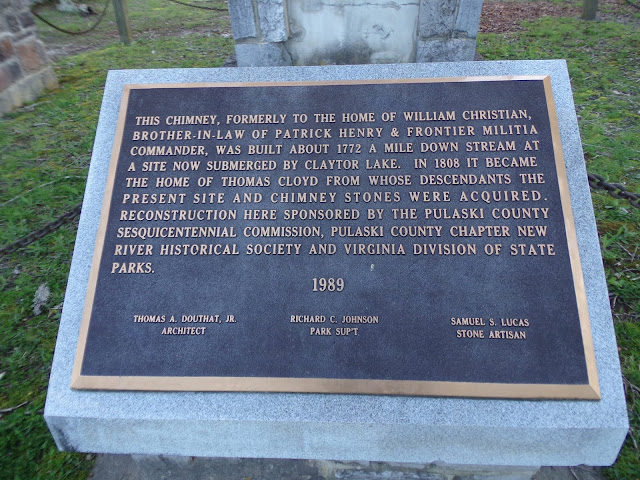 THIS CHIMNEY, FORMERLY TO THE HOME OF WILLIAM CHRISTIAN,
BROTHER-IN-LAW OF PATRICK HENRY & FRONTIER MILITIA
COMMANDER, WAS BUILT ABOUT 1772 A MILE DOWN STREAM AT
A SITE NOW SUBMERGED BY CLAYTOR LAKE. IN 1808 IT BECAME
THE HOME OF THOMAS CLOYD FROM WHOSE DESCENDANTS THE
PRESENT SITE AND CHIMNEY STONES WERE ACQUIRED.
RECONSTRUCTION HERE SPONSORED BY THE PULASKI COUNTY
SESQUICENTENNIAL COMMISSION, PULASKI COUNTY CHAPTER NEW
RIVER HISTORICAL SOCIETY AND VIRGINIA DIVISION OF STATE
PARKS.
1989
THOMAS A. DOUTHAT, JR. RICHARD C. JOHNSON SAMUEL S. LUCAS
ARCHITECT PARK SUP'T STONE ARTISAN